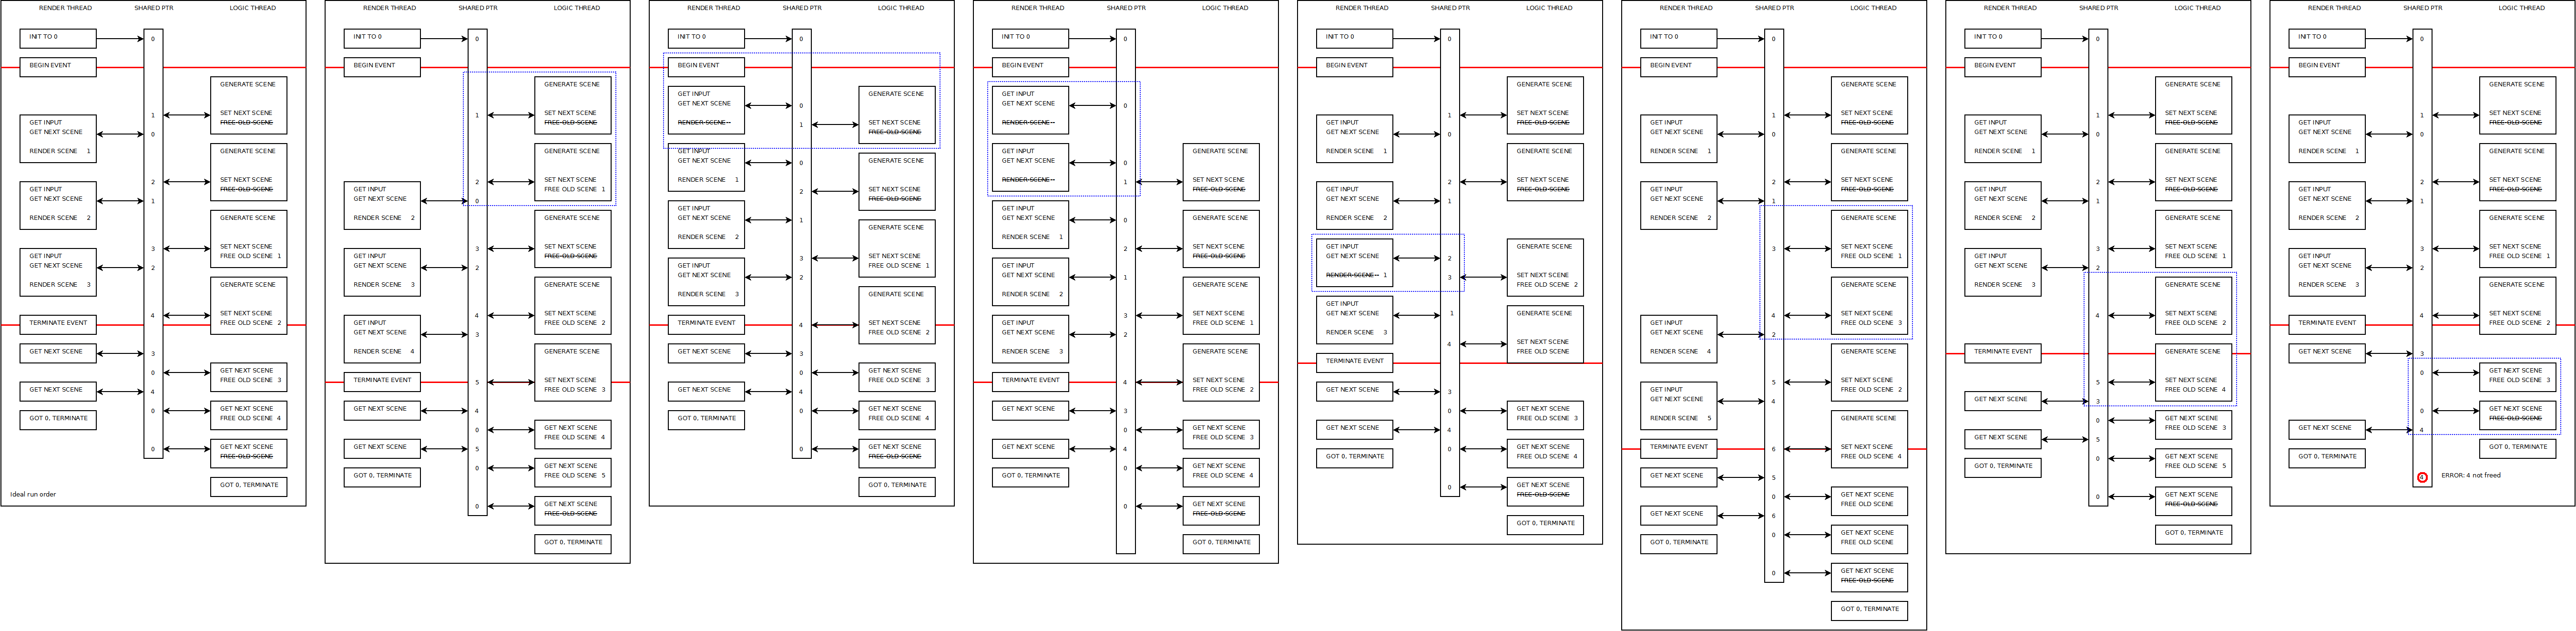 RENDER THREAD
SHARED PTR
LOGIC THREAD
INIT TO 0
BEGIN EVENT
GET INPUT
GET NEXT SCENE
RENDER SCENE 1
GET INPUT
GET NEXT SCENE
RENDER SCENE 2
GET INPUT
GET NEXT SCENE
RENDER SCENE 3
TERMINATE EVENT
GET NEXT SCENE
GET NEXT SCENE
GOT 0, TERMINATE
0
1
0
2
1
3
2
4
3
0
4
0
0
GENERATE SCENE
SET NEXT SCENE
FREE OLD SCENE
GENERATE SCENE
SET NEXT SCENE
FREE OLD SCENE
GENERATE SCENE
SET NEXT SCENE
FREE OLD SCENE 1
GENERATE SCENE
SET NEXT SCENE
FREE OLD SCENE 2
GET NEXT SCENE
FREE OLD SCENE 3
GET NEXT SCENE
FREE OLD SCENE 4
GET NEXT SCENE
FREE OLD SCENE
GOT 0, TERMINATE
Ideal run order
RENDER THREAD
SHARED PTR
LOGIC THREAD
INIT TO 0
BEGIN EVENT
GET INPUT
GET NEXT SCENE
RENDER SCENE 2
GET INPUT
GET NEXT SCENE
RENDER SCENE 3
GET INPUT
GET NEXT SCENE
RENDER SCENE 4
TERMINATE EVENT
GET NEXT SCENE
GET NEXT SCENE
GOT 0, TERMINATE
0
1
2
0
3
2
4
3
5
4
0
5
0
0
GENERATE SCENE
SET NEXT SCENE
FREE OLD SCENE
GENERATE SCENE
SET NEXT SCENE
FREE OLD SCENE 1
GENERATE SCENE
SET NEXT SCENE
FREE OLD SCENE
GENERATE SCENE
SET NEXT SCENE
FREE OLD SCENE 2
GENERATE SCENE
SET NEXT SCENE
FREE OLD SCENE 3
GET NEXT SCENE
FREE OLD SCENE 4
GET NEXT SCENE
FREE OLD SCENE 5
GET NEXT SCENE
FREE OLD SCENE
GOT 0, TERMINATE
RENDER THREAD
SHARED PTR
LOGIC THREAD
INIT TO 0
BEGIN EVENT
GET INPUT
GET NEXT SCENE
RENDER SCENE --
GET INPUT
GET NEXT SCENE
RENDER SCENE 1
GET INPUT
GET NEXT SCENE
RENDER SCENE 2
GET INPUT
GET NEXT SCENE
RENDER SCENE 3
TERMINATE EVENT
GET NEXT SCENE
GET NEXT SCENE
GOT 0, TERMINATE
0
0
1
0
2
1
3
2
4
3
0
4
0
0
GENERATE SCENE
SET NEXT SCENE
FREE OLD SCENE
GENERATE SCENE
SET NEXT SCENE
FREE OLD SCENE
GENERATE SCENE
SET NEXT SCENE
FREE OLD SCENE 1
GENERATE SCENE
SET NEXT SCENE
FREE OLD SCENE 2
GET NEXT SCENE
FREE OLD SCENE 3
GET NEXT SCENE
FREE OLD SCENE 4
GET NEXT SCENE
FREE OLD SCENE
GOT 0, TERMINATE
RENDER THREAD
SHARED PTR
LOGIC THREAD
INIT TO 0
BEGIN EVENT
GET INPUT
GET NEXT SCENE
RENDER SCENE --
GET INPUT
GET NEXT SCENE
RENDER SCENE --
GET INPUT
GET NEXT SCENE
RENDER SCENE 1
GET INPUT
GET NEXT SCENE
RENDER SCENE 2
GET INPUT
GET NEXT SCENE
RENDER SCENE 3
TERMINATE EVENT
GET NEXT SCENE
GET NEXT SCENE
GOT 0, TERMINATE
0
0
0
1
0
2
1
3
2
4
3
0
4
0
0
GENERATE SCENE
SET NEXT SCENE
FREE OLD SCENE
GENERATE SCENE
SET NEXT SCENE
FREE OLD SCENE
GENERATE SCENE
SET NEXT SCENE
FREE OLD SCENE 1
GENERATE SCENE
SET NEXT SCENE
FREE OLD SCENE 2
GET NEXT SCENE
FREE OLD SCENE 3
GET NEXT SCENE
FREE OLD SCENE 4
GET NEXT SCENE
FREE OLD SCENE
GOT 0, TERMINATE
RENDER THREAD
SHARED PTR
LOGIC THREAD
INIT TO 0
BEGIN EVENT
GET INPUT
GET NEXT SCENE
RENDER SCENE 1
GET INPUT
GET NEXT SCENE
RENDER SCENE 2
GET INPUT
GET NEXT SCENE
RENDER SCENE -- 1
GET INPUT
GET NEXT SCENE
RENDER SCENE 3
TERMINATE EVENT
GET NEXT SCENE
GET NEXT SCENE
GOT 0, TERMINATE
0
1
0
2
1
2
3
1
4
3
0
4
0
0
GENERATE SCENE
SET NEXT SCENE
FREE OLD SCENE
GENERATE SCENE
SET NEXT SCENE
FREE OLD SCENE
GENERATE SCENE
SET NEXT SCENE
FREE OLD SCENE 2
GENERATE SCENE
SET NEXT SCENE
FREE OLD SCENE
GET NEXT SCENE
FREE OLD SCENE 3
GET NEXT SCENE
FREE OLD SCENE 4
GET NEXT SCENE
FREE OLD SCENE
GOT 0, TERMINATE
RENDER THREAD
SHARED PTR
LOGIC THREAD
INIT TO 0
BEGIN EVENT
GET INPUT
GET NEXT SCENE
RENDER SCENE 1
GET INPUT
GET NEXT SCENE
RENDER SCENE 2
GET INPUT
GET NEXT SCENE
RENDER SCENE 4
GET INPUT
GET NEXT SCENE
RENDER SCENE 5
TERMINATE EVENT
GET NEXT SCENE
GET NEXT SCENE
GOT 0, TERMINATE
0
1
0
2
1
3
4
2
5
4
6
5
0
6
0
0
GENERATE SCENE
SET NEXT SCENE
FREE OLD SCENE
GENERATE SCENE
SET NEXT SCENE
FREE OLD SCENE
GENERATE SCENE
SET NEXT SCENE
FREE OLD SCENE 1
GENERATE SCENE
SET NEXT SCENE
FREE OLD SCENE 3
GENERATE SCENE
SET NEXT SCENE
FREE OLD SCENE 2
GENERATE SCENE
SET NEXT SCENE
FREE OLD SCENE 4
GET NEXT SCENE
FREE OLD SCENE
GET NEXT SCENE
FREE OLD SCENE
GET NEXT SCENE
FREE OLD SCENE
GOT 0, TERMINATE
RENDER THREAD
SHARED PTR
LOGIC THREAD
INIT TO 0
BEGIN EVENT
GET INPUT
GET NEXT SCENE
RENDER SCENE 1
GET INPUT
GET NEXT SCENE
RENDER SCENE 2
GET INPUT
GET NEXT SCENE
RENDER SCENE 3
TERMINATE EVENT
GET NEXT SCENE
GET NEXT SCENE
GOT 0, TERMINATE
0
1
0
2
1
3
2
4
5
3
0
5
0
0
GENERATE SCENE
SET NEXT SCENE
FREE OLD SCENE
GENERATE SCENE
SET NEXT SCENE
FREE OLD SCENE
GENERATE SCENE
SET NEXT SCENE
FREE OLD SCENE 1
GENERATE SCENE
SET NEXT SCENE
FREE OLD SCENE 2
GENERATE SCENE
SET NEXT SCENE
FREE OLD SCENE 4
GET NEXT SCENE
FREE OLD SCENE 3
GET NEXT SCENE
FREE OLD SCENE 5
GET NEXT SCENE
FREE OLD SCENE
GOT 0, TERMINATE
RENDER THREAD
SHARED PTR
LOGIC THREAD
INIT TO 0
BEGIN EVENT
GET INPUT
GET NEXT SCENE
RENDER SCENE 1
GET INPUT
GET NEXT SCENE
RENDER SCENE 2
GET INPUT
GET NEXT SCENE
RENDER SCENE 3
TERMINATE EVENT
GET NEXT SCENE
GET NEXT SCENE
GOT 0, TERMINATE
0
1
0
2
1
3
2
4
3
0
0
4
4
GENERATE SCENE
SET NEXT SCENE
FREE OLD SCENE
GENERATE SCENE
SET NEXT SCENE
FREE OLD SCENE
GENERATE SCENE
SET NEXT SCENE
FREE OLD SCENE 1
GENERATE SCENE
SET NEXT SCENE
FREE OLD SCENE 2
GET NEXT SCENE
FREE OLD SCENE 3
GET NEXT SCENE
FREE OLD SCENE
GOT 0, TERMINATE
ERROR: 4 not freed